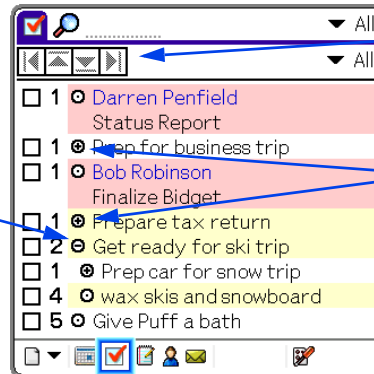 All
All
1 Darren Penfield
Status Report
1 Prep for business trip
1 Bob Robinson
Finalize Bidget
1 Prepare tax return
2 Get ready for ski trip
1 Prep car for snow trip
4 wax skis and snowboard
5 Give Puff a bath